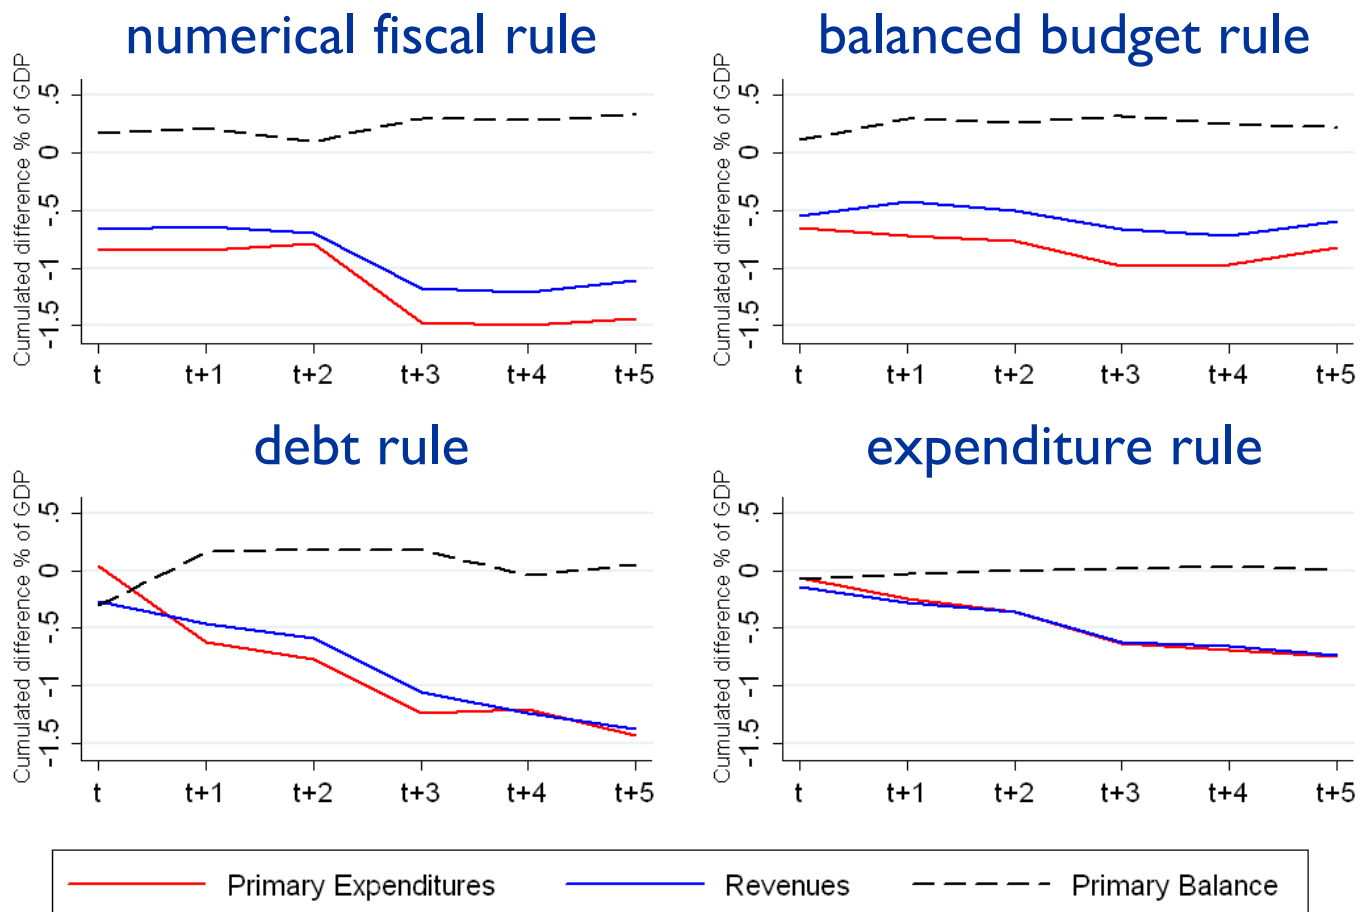 numerical fiscal rule
balanced budget rule
Cumulated difference % of GDP
.5
0
-.5
-1
-1.5
t t+1 t+2 t+3 t+4 t+5
Cumulated difference % of GDP
.5
0
-.5
-1
-1.5
t t+1 t+2 t+3 t+4 t+5
debt rule
expenditure rule
Cumulated difference % of GDP
.5
0
-.5
-1
-1.5
t t+1 t+2 t+3 t+4 t+5
Cumulated difference % of GDP
.5
0
-.5
-1
-1.5
t t+1 t+2 t+3 t+4 t+5
Primary Expenditures Revenues Primary Balance